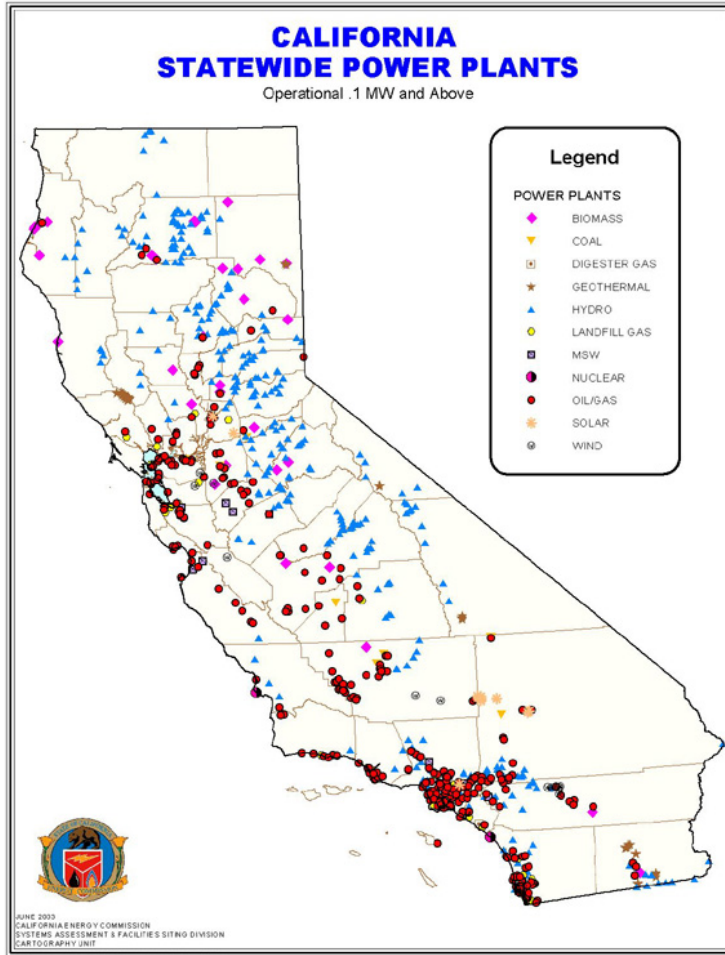 CALIFORNIA
STATEWIDE POWER PLANTS
Operational .1 MW and Above
Legend
POWER PLANTS
BIOMASS
COAL
DIGESTER GAS
GEOTHERMAL
HYDRO
LANDFILL GAS
MSW
NUCLEAR
OIL/GAS
SOLAR
WIND
JUNE 2003
CALIFORNIA ENERGY COMMISSION
SYSTEMS ASSESSMENT & FACILITIES SITING DIVISION
CARTOGRAPHY UNIT